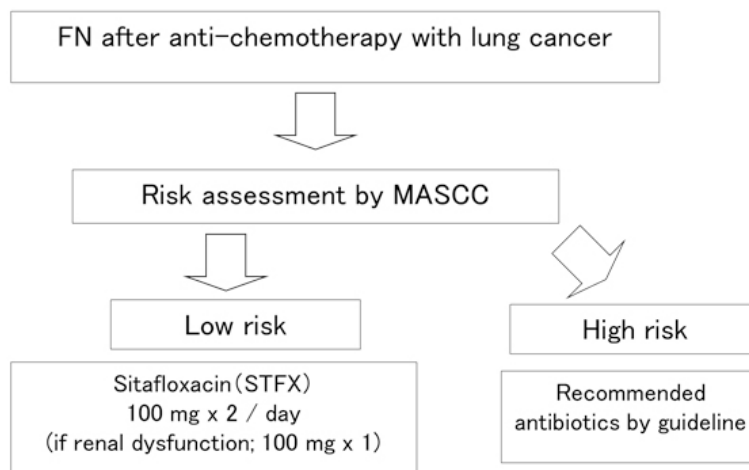 FN after anti-chemotherapy with lung cancer
Risk assessment by MASCC
Low risk
High risk
Sitafloxacin(STFX)
100 mg x 2 / day
(if renal dysfunction; 100 mg x 1)
Recommended
antibiotics by guideline